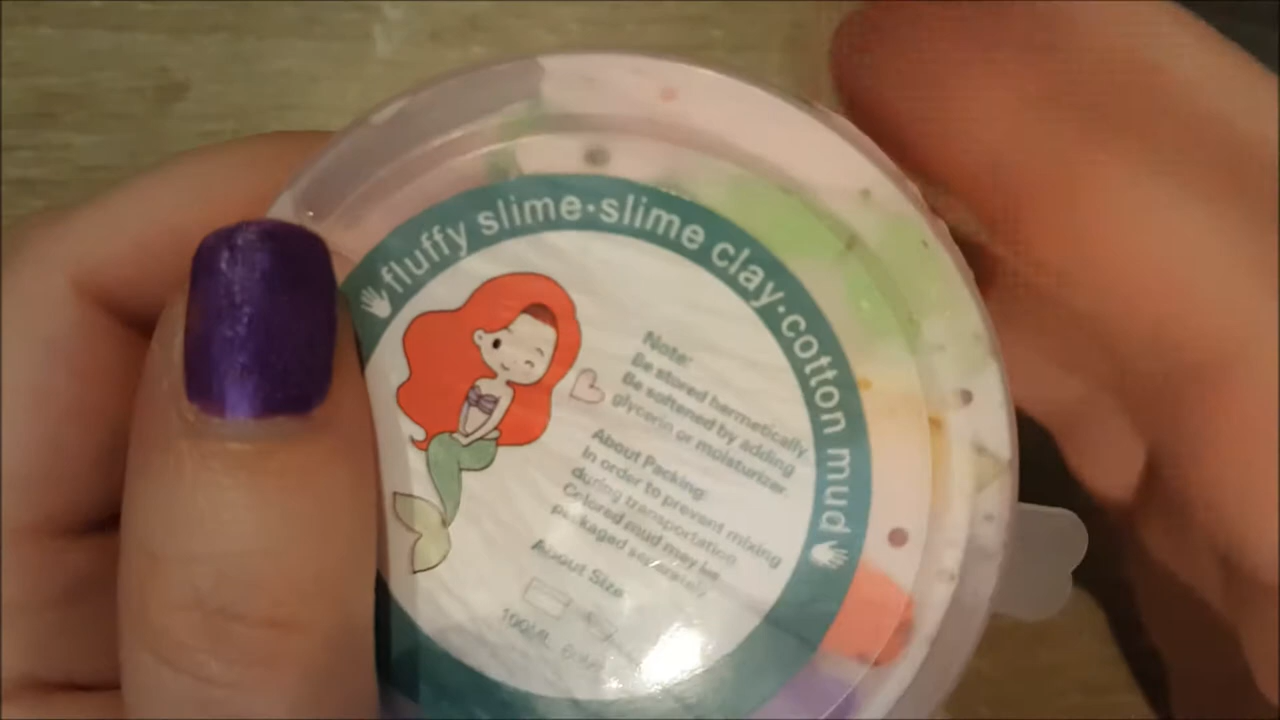 fluffy slime·slime clay·cotton mud
Note:
Be stored hermetically
Be softened by adding
glycerin or moisturizer.
About Packing:
In order to prevent mixing
during transportation
Colored mud may be
packaged separately
About Size
100ML